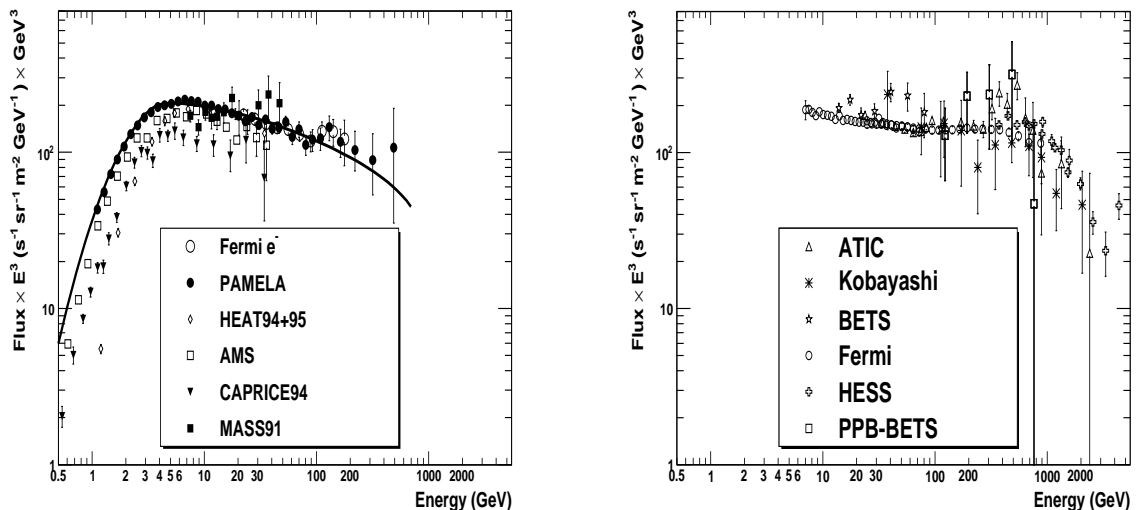 Flux × E³ (s⁻¹ sr⁻¹ m⁻² GeV⁻¹) × GeV³
10²
10
1
Fermi e⁻
PAMELA
HEAT94+95
AMS
CAPRICE94
MASS91
0.5 1 2 3 4 5 6 10 20 30 100 200 1000 2000
Energy (GeV)
Flux × E³ (s⁻¹ sr⁻¹ m⁻² GeV⁻¹) × GeV³
10²
10
1
ATIC
Kobayashi
BETS
Fermi
HESS
PPB-BETS
0.5 1 2 3 4 5 6 10 20 30 100 200 1000 2000
Energy (GeV)